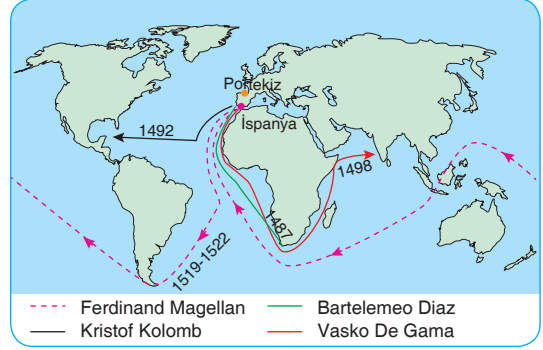 Portekiz
İspanya
1492
1498
1487
1519-1522
Ferdinand Magellan
Bartelemeo Diaz
Kristof Kolomb
Vasko De Gama